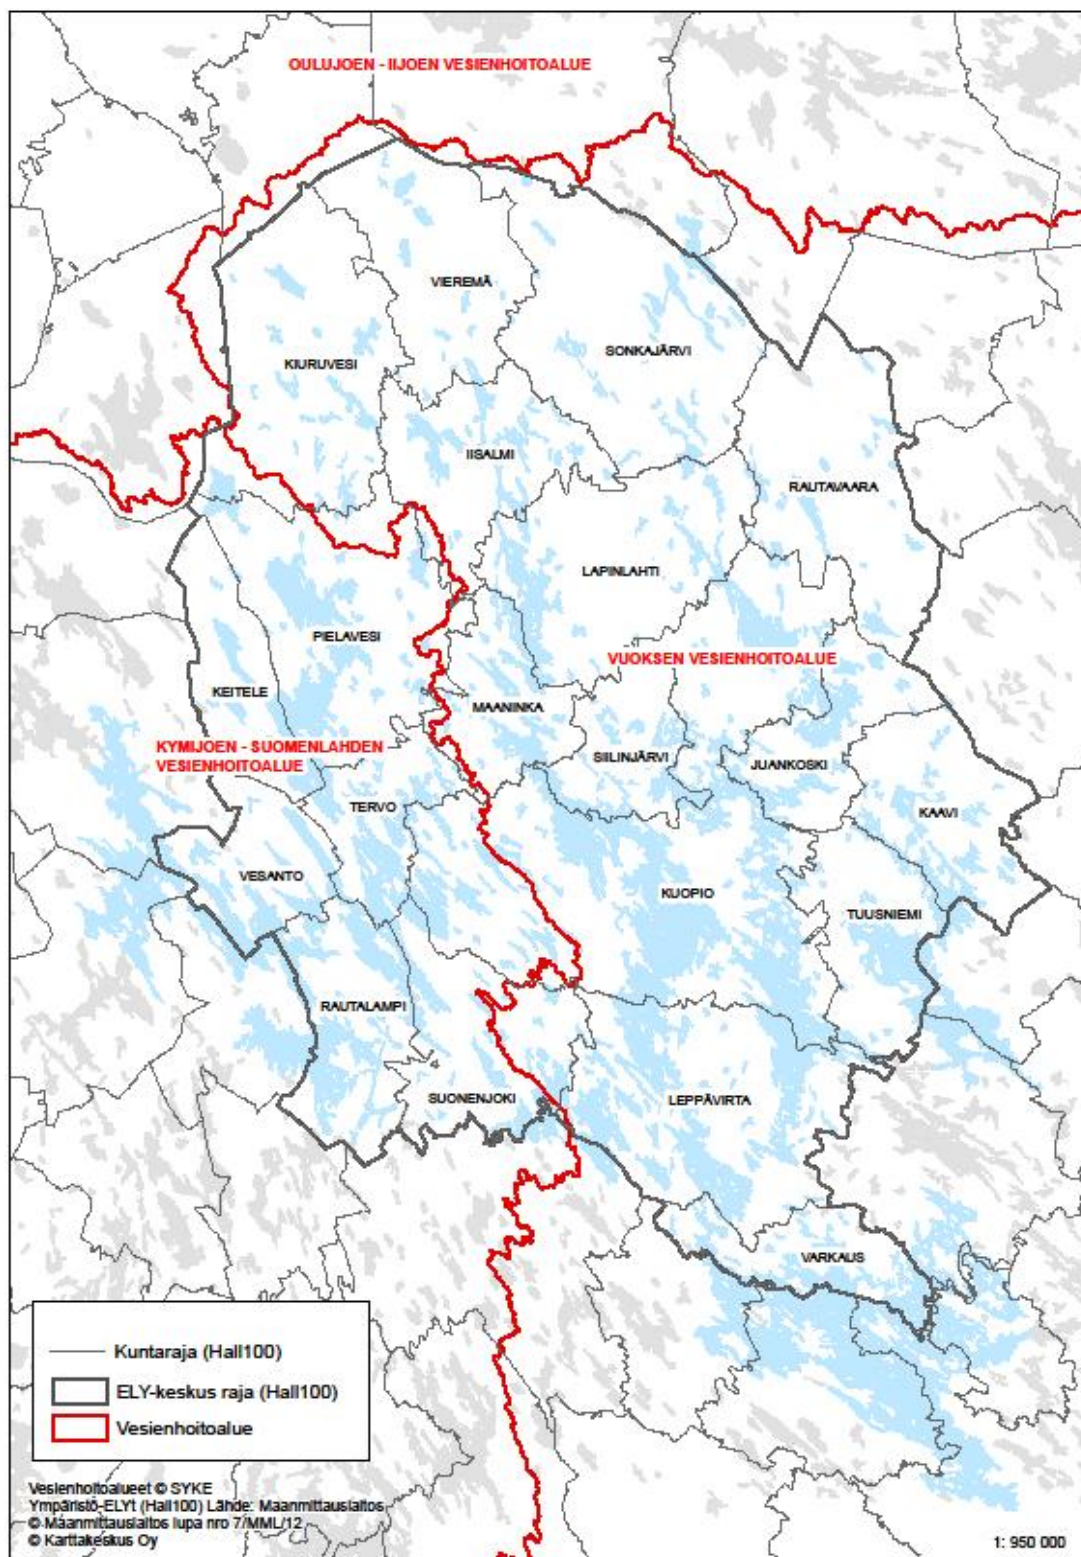 OULUJOEN - IIJOEN VESIENHOITOALUE
VIEREMÄ
SONKAJÄRVI
KIURUVESI
IISALMI
RAUTAVAARA
LAPINLAHTI
PIELAVESI
VUOKSEN VESIENHOITOALUE
KEITELE
MAANINKA
KYMIJOEN - SUOMENLAHDEN
VESIENHOITOALUE
SIILINJÄRVI
JUANKOSKI
TERVO
KAAVI
VESANTO
KUOPIO
TUUSNIEMI
RAUTALAMPI
SUONENJOKI
LEPPÄVIRTA
VARKAUS
Kuntaraja (Hall100)
ELY-keskus raja (Hall100)
Vesienhoitoalue
Vesienhoitoalueet © SYKE
Ympäristö-ELYt (Hall100) Lähde: Maanmittauslaitos
© Maanmittauslaitos lupa nro 7/MML/12
© Karttakeskus Oy
1: 950 000